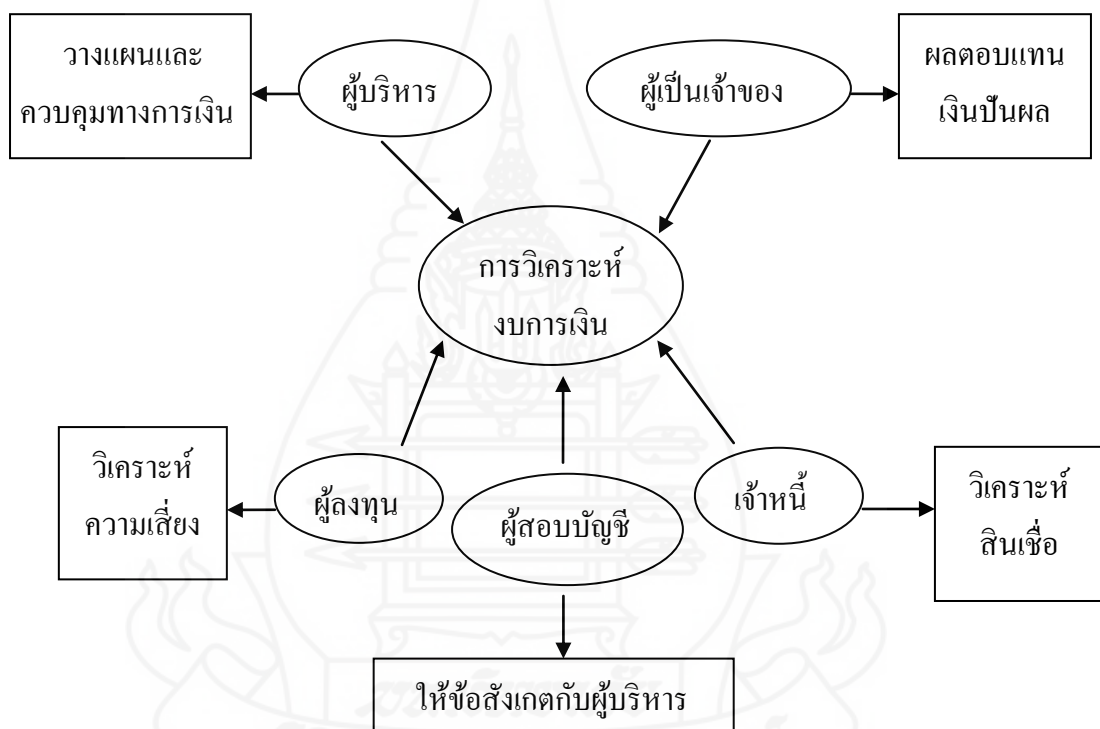 วางแผนและ
ควบคุมทางการเงิน
ผู้บริหาร
ผู้เป็นเจ้าของ
ผลตอบแทน
เงินปันผล
การวิเคราะห์
งบการเงิน
วิเคราะห์
ความเสี่ยง
ผู้ลงทุน
ผู้สอบบัญชี
เจ้าหนี้
วิเคราะห์
สินเชื่อ
ให้ข้อสังเกตกับผู้บริหาร